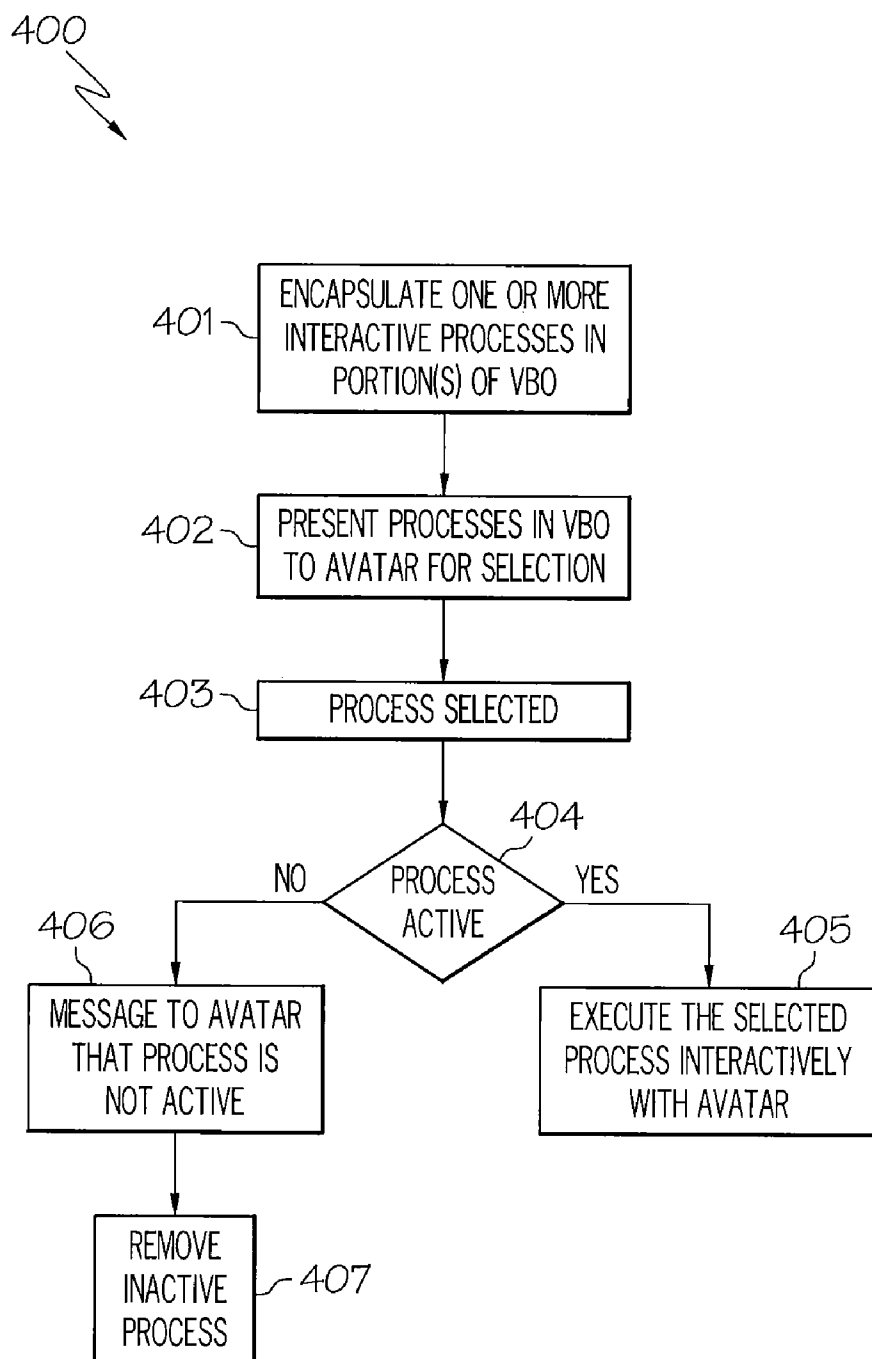 400
401
ENCAPSULATE ONE OR MORE
INTERACTIVE PROCESSES IN
PORTION(S) OF VBO
402
PRESENT PROCESSES IN VBO
TO AVATAR FOR SELECTION
403
PROCESS SELECTED
404
NO
PROCESS
ACTIVE
YES
406
MESSAGE TO AVATAR
THAT PROCESS IS
NOT ACTIVE
405
EXECUTE THE SELECTED
PROCESS INTERACTIVELY
WITH AVATAR
REMOVE
INACTIVE
PROCESS
407